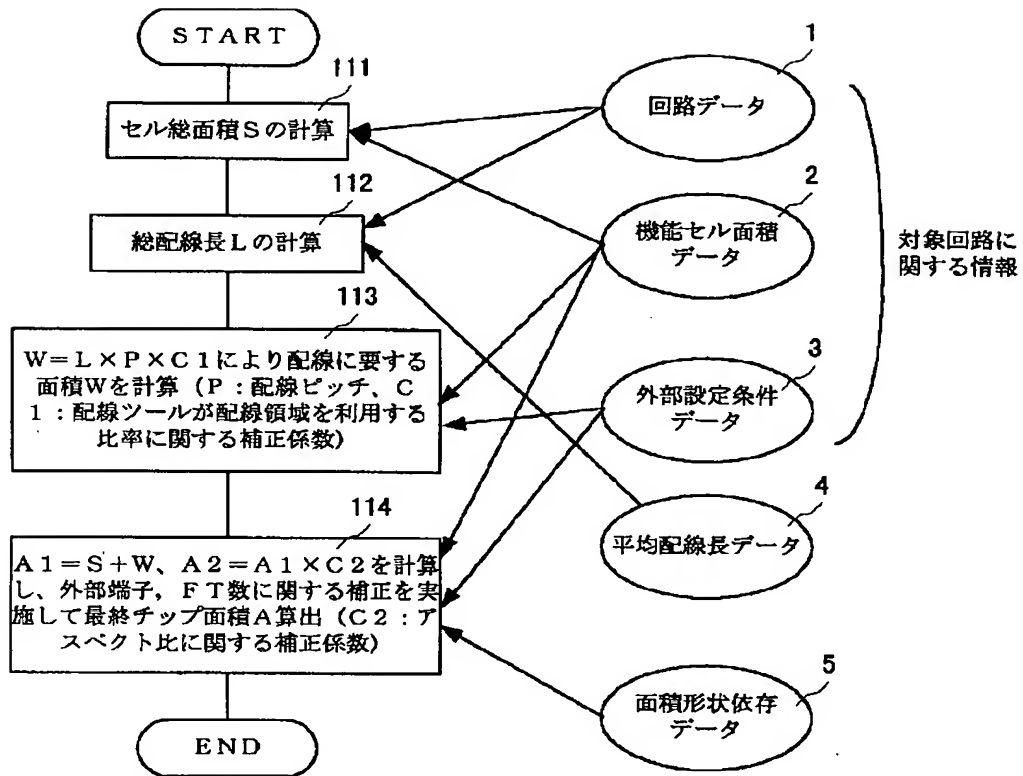 START
111
セル総面積Sの計算
112
総配線長Lの計算
113
W=L×P×C1により配線に要する
面積Wを計算(P:配線ピッチ、C
1:配線ツールが配線領域を利用する
比率に関する補正係数)
114
A1=S+W、A2=A1×C2を計算
し、外部端子,FT数に関する補正を実
施して最終チップ面積A算出(C2:ア
スペクト比に関する補正係数)
END
1
回路データ
2
機能セル面積
データ
3
外部設定条件
データ
4
平均配線長データ
5
面積形状依存
データ
対象回路に
関する情報